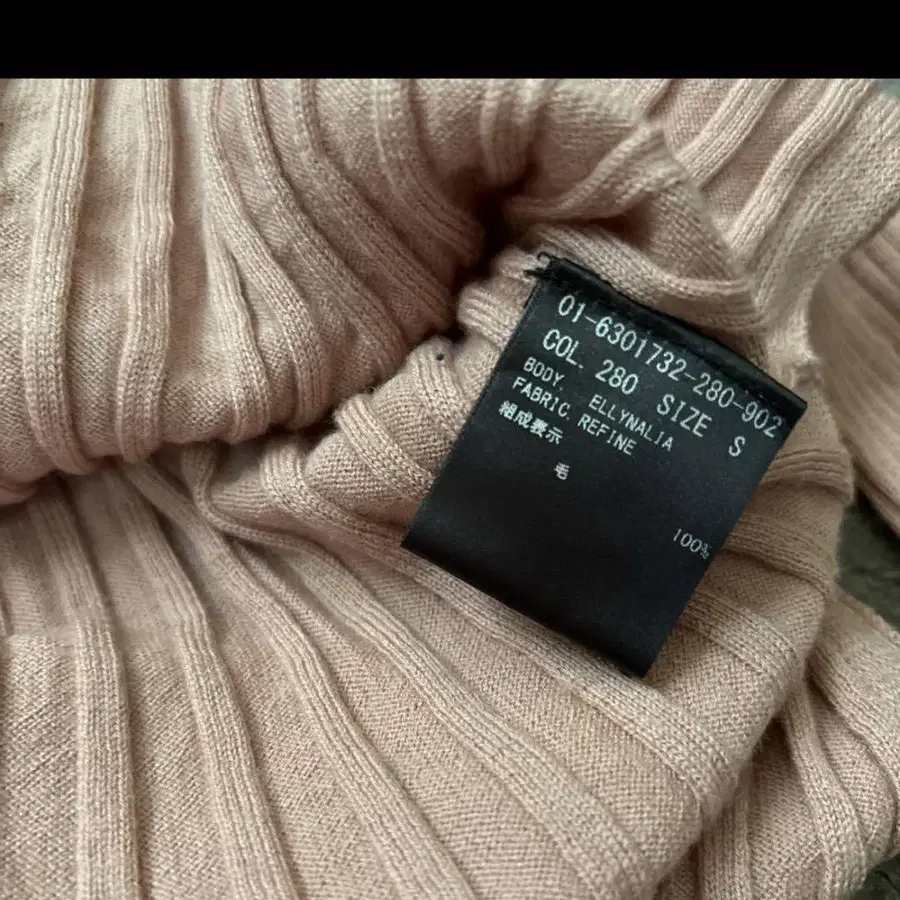 01-6301732-280-902
COL. 280 SIZE S
BODY. ELLYNALIA
FABRIC REFINE
組成表示
毛 100%